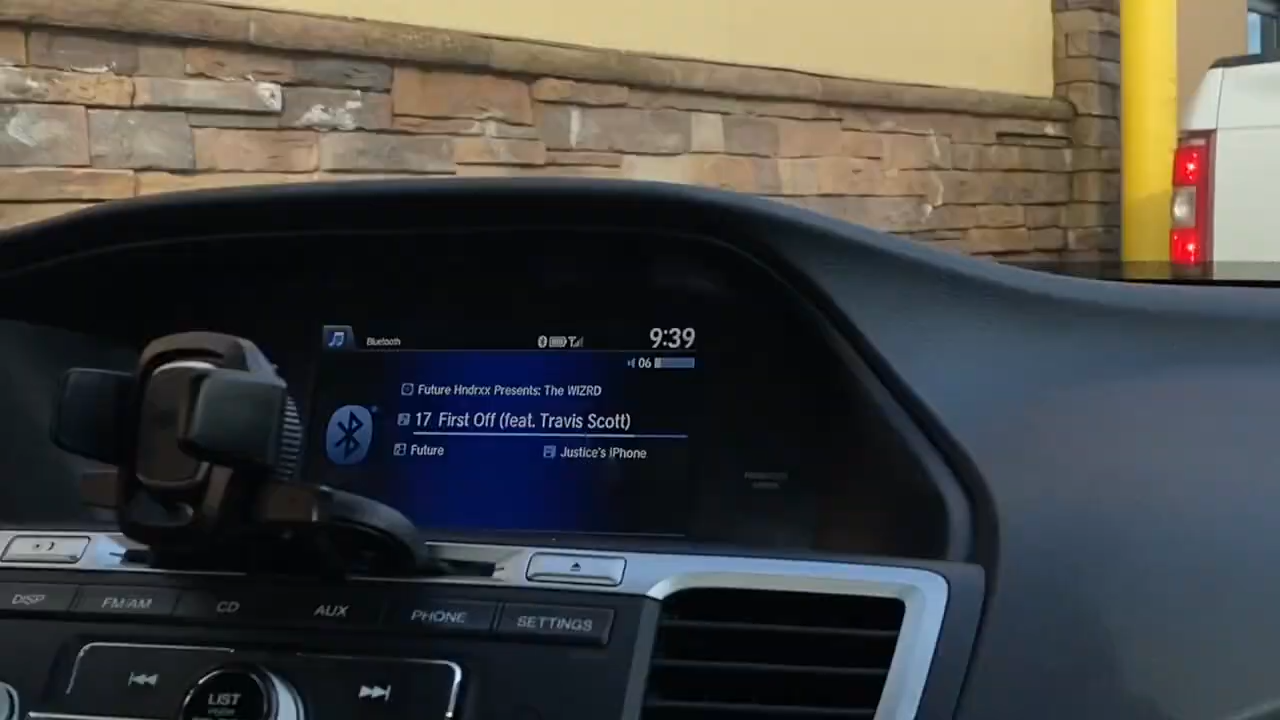 Bluetooth
9:39
06
Future Hndrxx Presents: The WIZRD
17 First Off (feat. Travis Scott)
Future
Justice's iPhone
DISP
FM/AM
CD
AUX
PHONE
SETTINGS
LIST